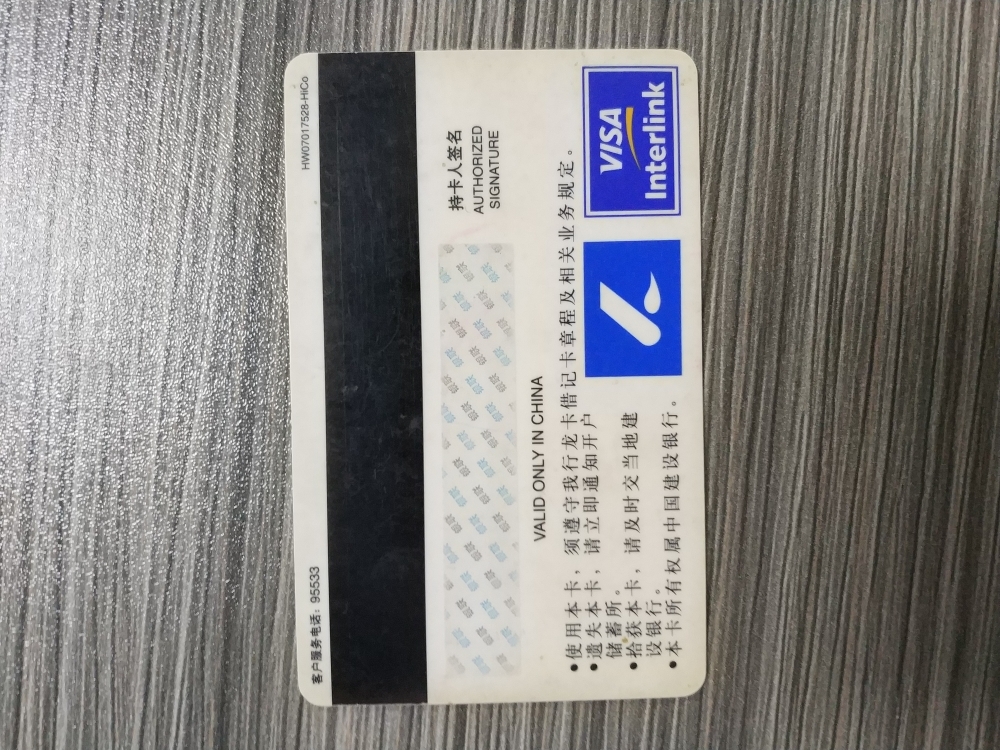 客户服务电话：95533
HW07017528-HiCo
持卡人签名
AUTHORIZED
SIGNATURE
VALID ONLY IN CHINA
●使用本卡，须遵守我行龙卡借记卡章程及相关业务规定。
●遗失本卡，请立即通知开户
储蓄所。
●拾获本卡，请及时交当地建
设银行。
●本卡所有权属中国建设银行。
VISA
Interlink